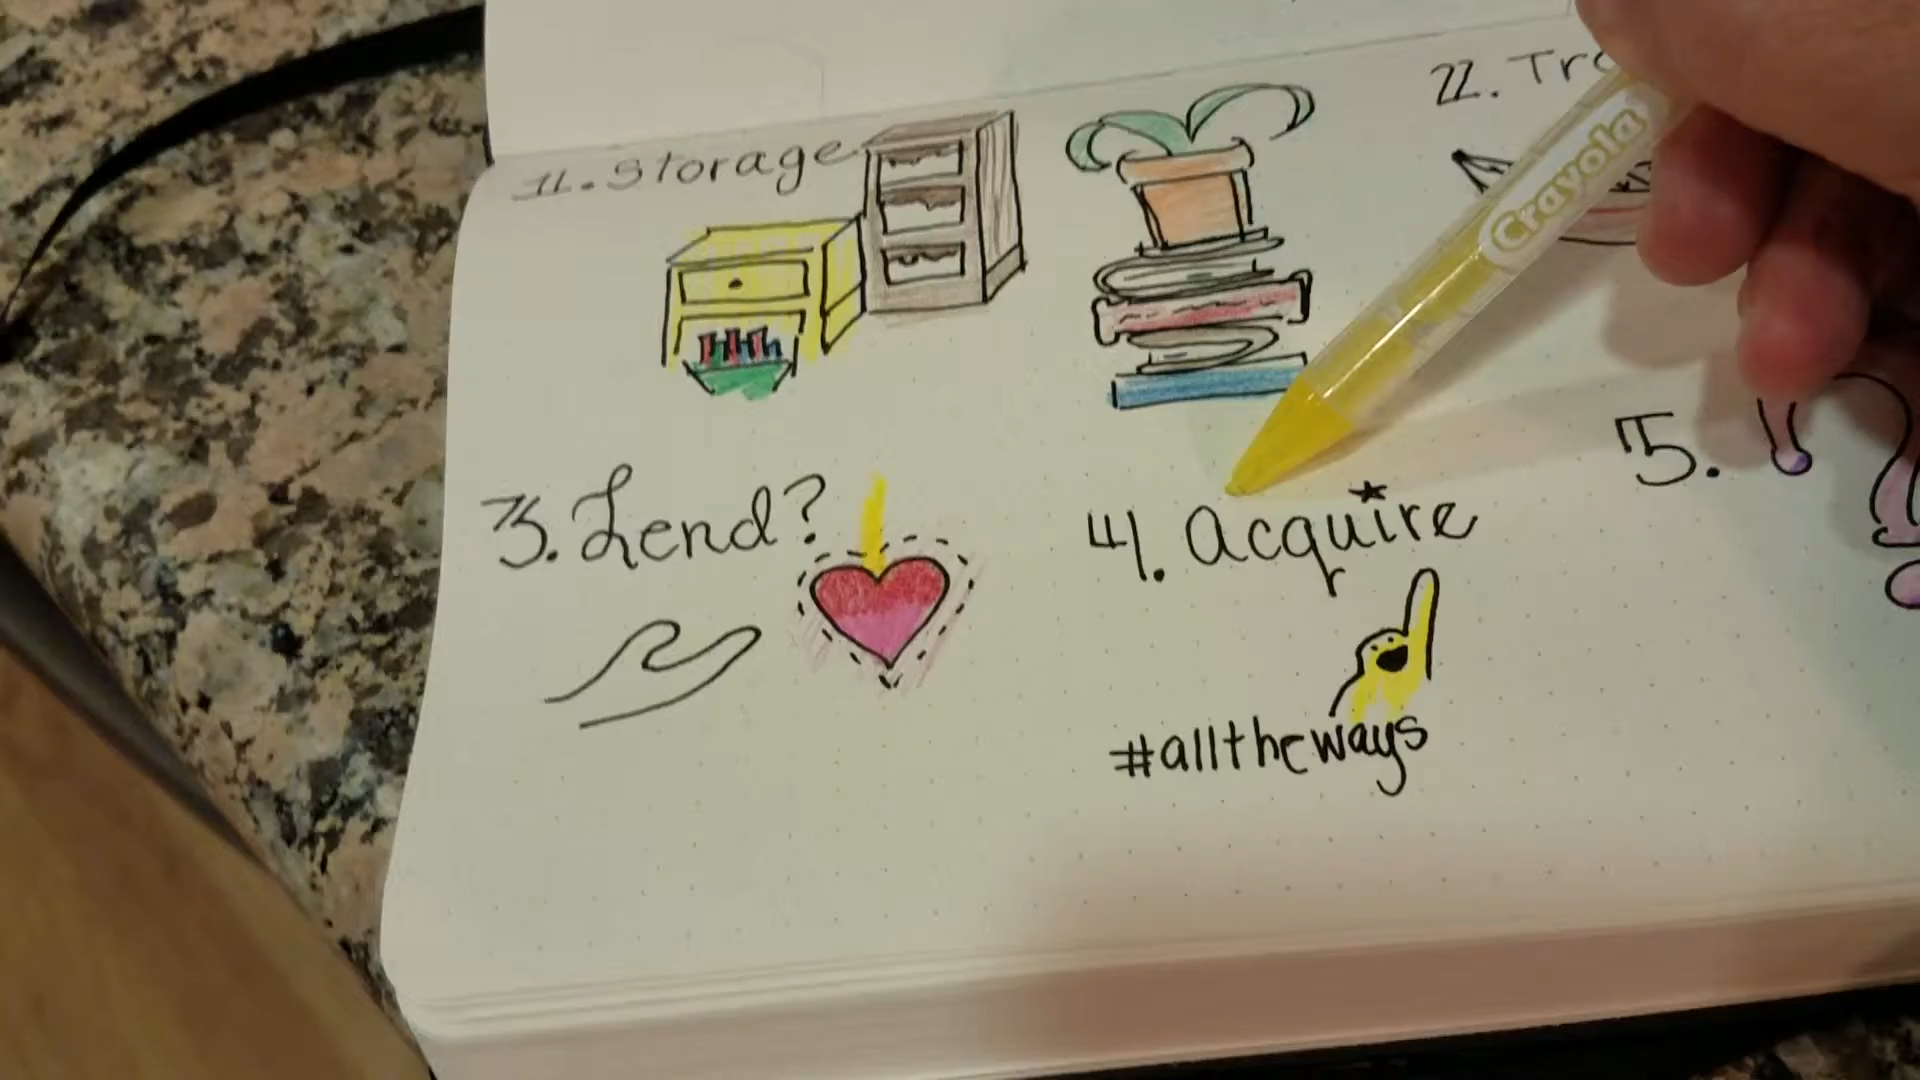 1. Storage
2. Tr
3. Lend?
4. Acquire
#alltheways
5.
Crayola